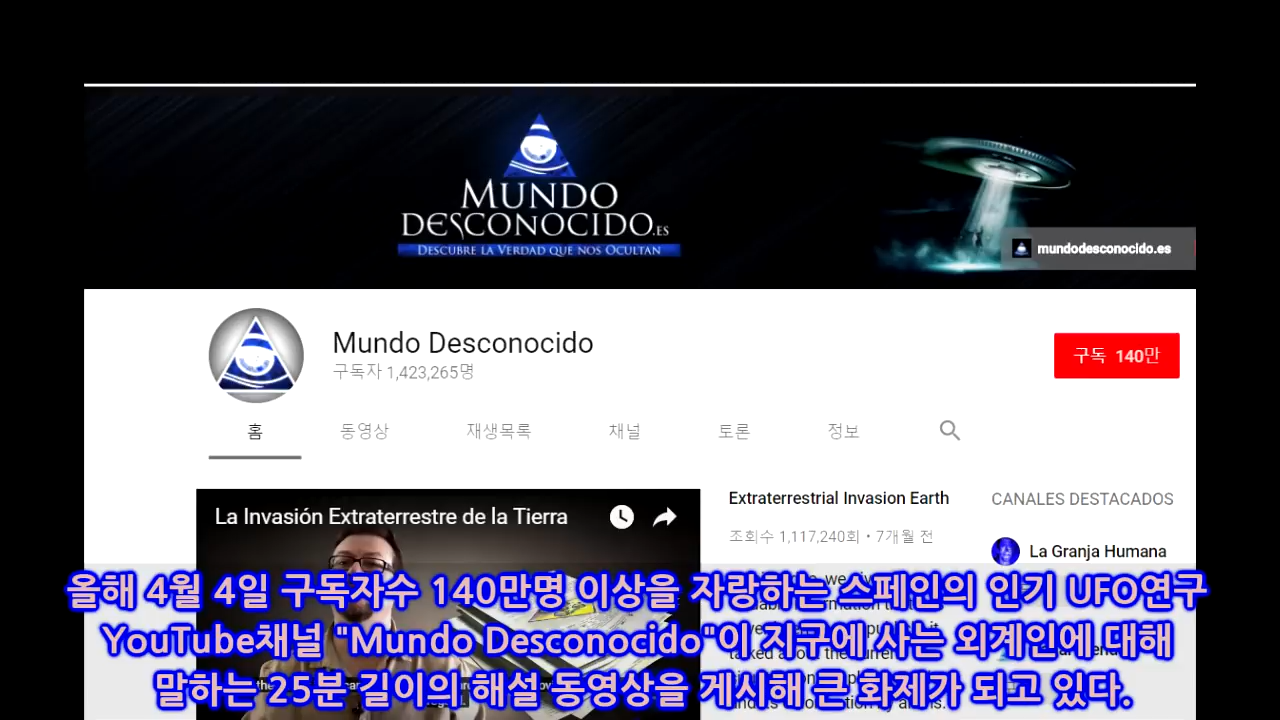 MUNDO
DESCONOCIDO.ES
DESCUBRE LA VERDAD QUE NOS OCULTAN
mundodesconocido.es
Mundo Desconocido
구독자 1,423,265명
구독 140만
홈 동영상 재생목록 채널 토론 정보
La Invasión Extraterrestre de la Tierra
Extraterrestrial Invasion Earth
조회수 1,117,240회 • 7개월 전
CANALES DESTACADOS
La Granja Humana
올해 4월 4일 구독자수 140만명 이상을 자랑하는 스페인의 인기 UFO연구
YouTube채널 "Mundo Desconocido"이 지구에 사는 외계인에 대해
말하는 25분 길이의 해설 동영상을 게시해 큰 화제가 되고 있다.